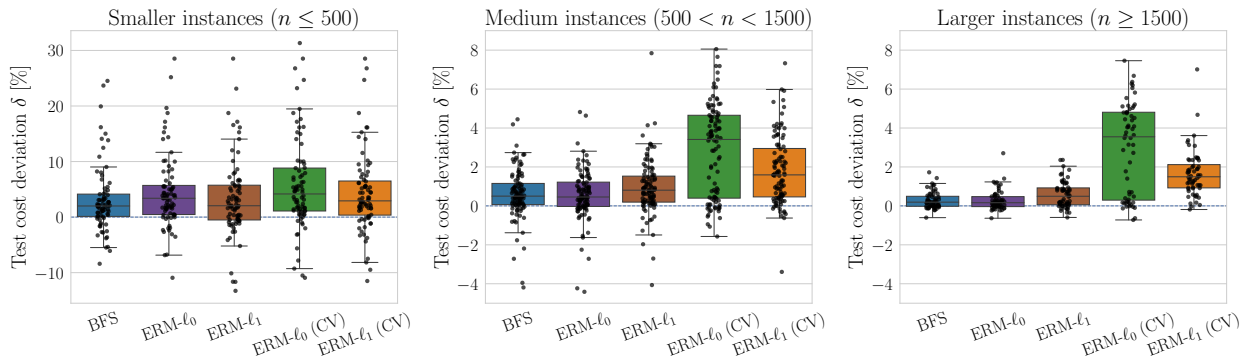 Smaller instances (n ≤ 500)
Test cost deviation δ [%]
30
20
10
0
−10
BFS
ERM-ℓ₀
ERM-ℓ₁
ERM-ℓ₀ (CV)
ERM-ℓ₁ (CV)
Medium instances (500 < n < 1500)
Test cost deviation δ [%]
8
6
4
2
0
−2
−4
BFS
ERM-ℓ₀
ERM-ℓ₁
ERM-ℓ₀ (CV)
ERM-ℓ₁ (CV)
Larger instances (n ≥ 1500)
Test cost deviation δ [%]
8
6
4
2
0
−2
−4
BFS
ERM-ℓ₀
ERM-ℓ₁
ERM-ℓ₀ (CV)
ERM-ℓ₁ (CV)